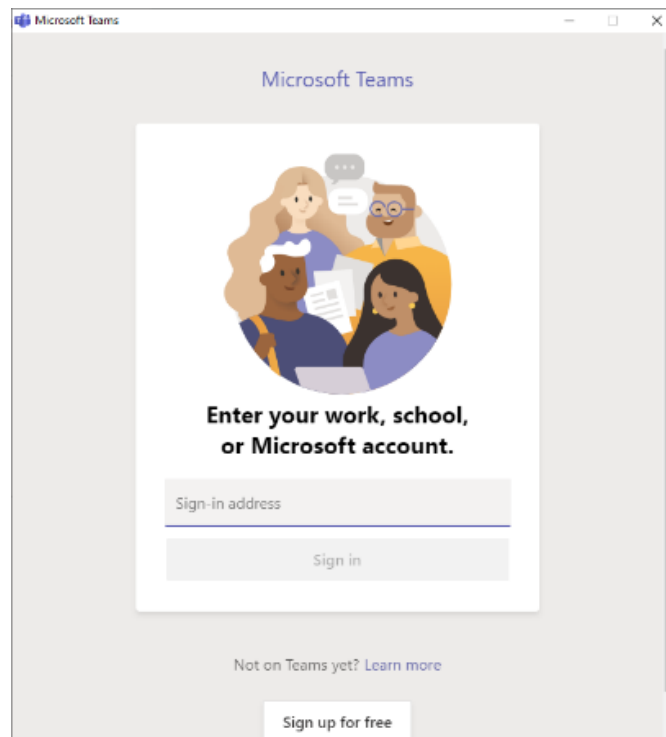 Microsoft Teams
Microsoft Teams
Enter your work, school,
or Microsoft account.
Sign-in address
Sign in
Not on Teams yet? Learn more
Sign up for free